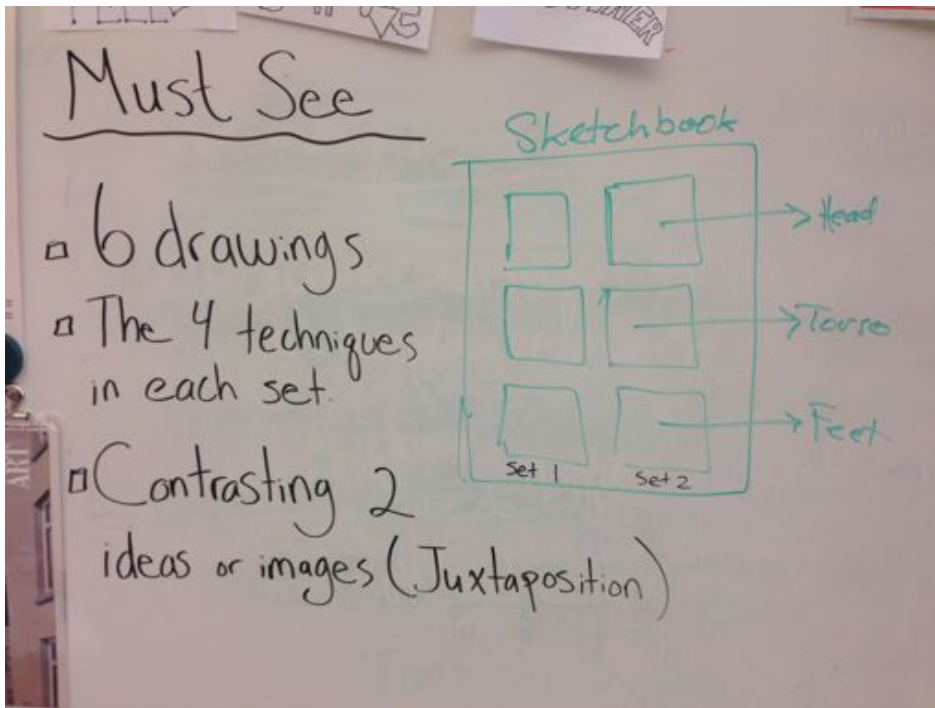 Must See
6 drawings
The 4 techniques
in each set.
Contrasting 2
ideas or images (Juxtaposition)
Sketchbook
Head
Torso
Feet
Set 1
Set 2
ART